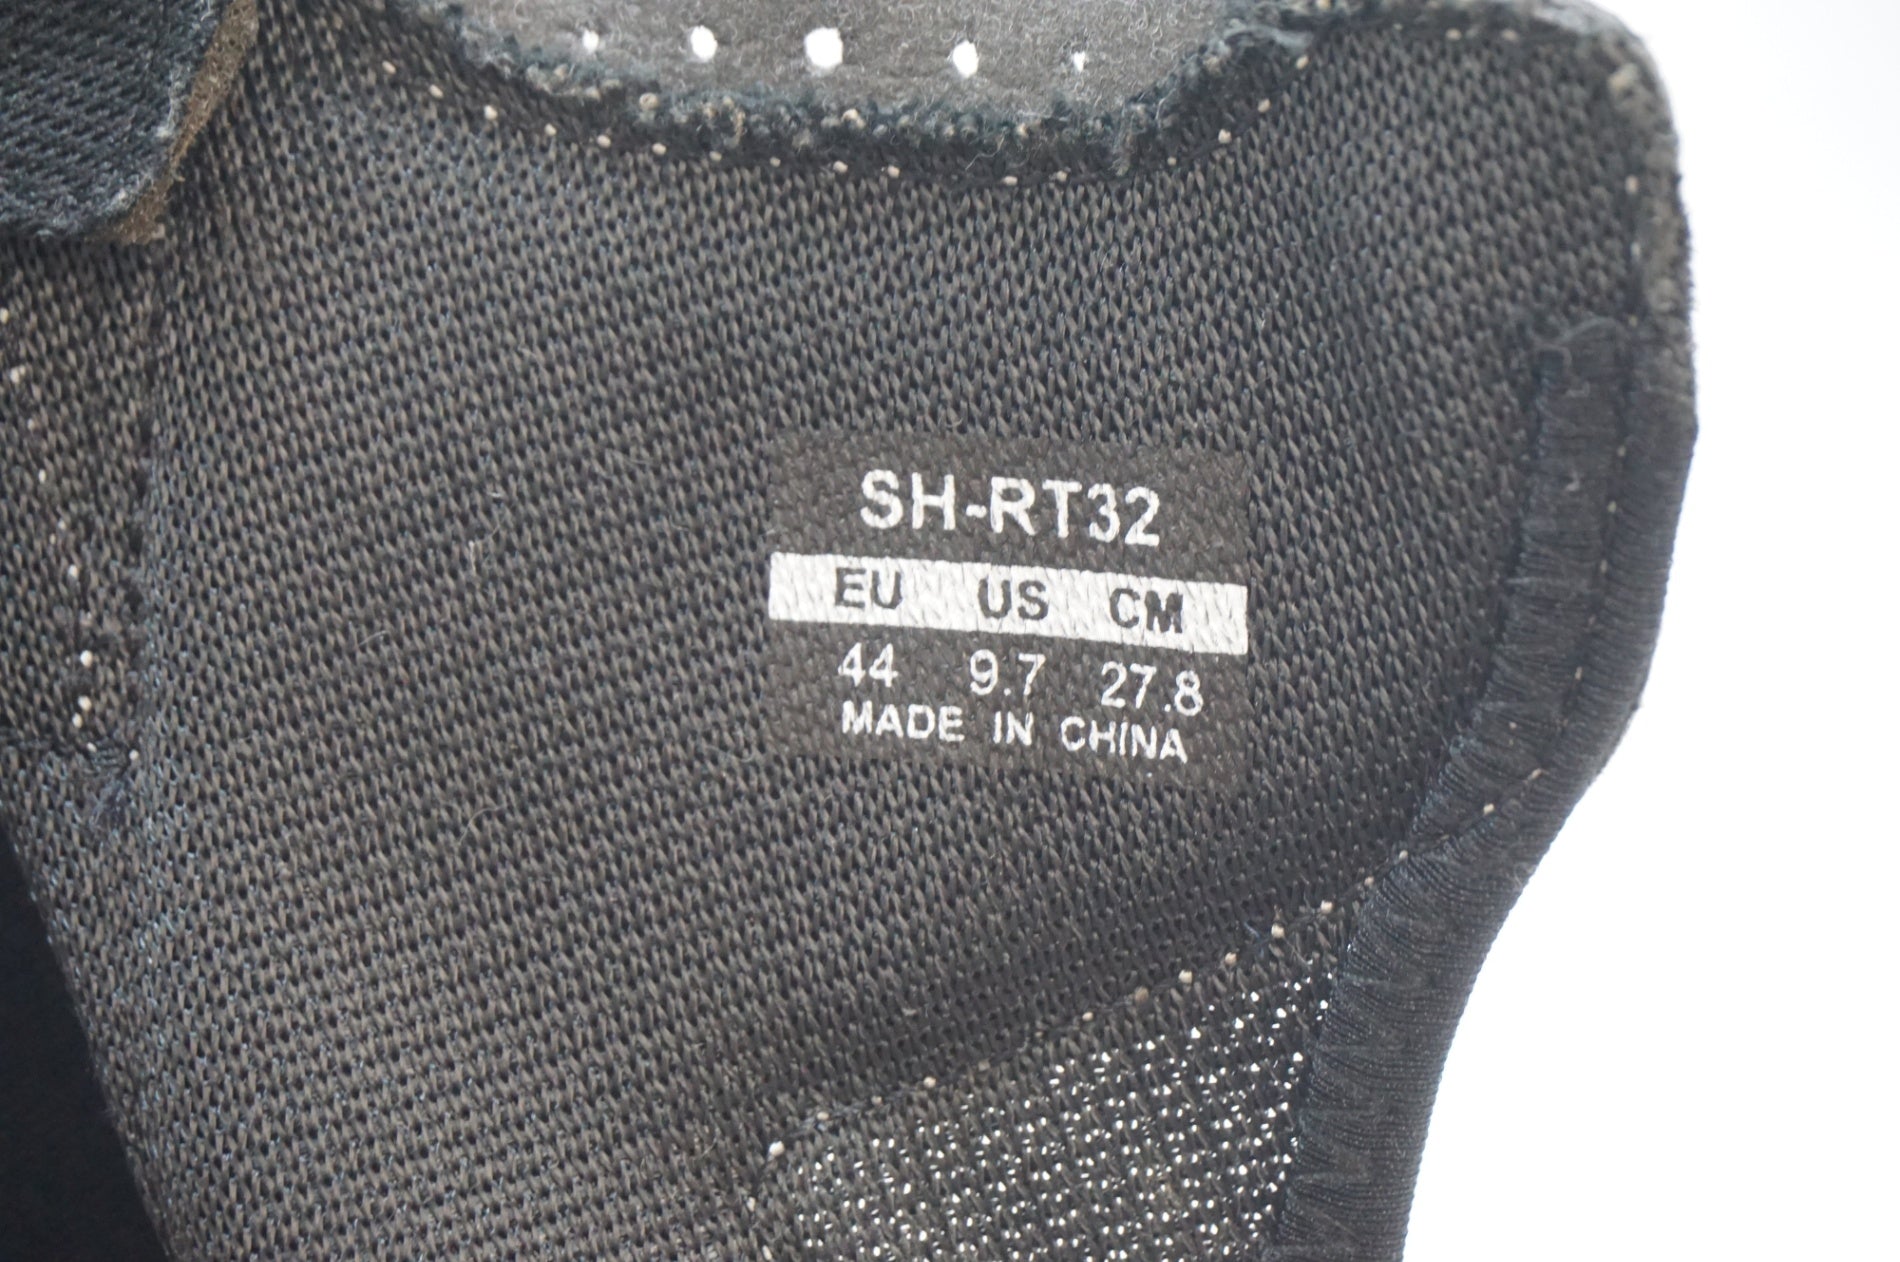 SH-RT32
EU US CM
44 9.7 27.8
MADE IN CHINA